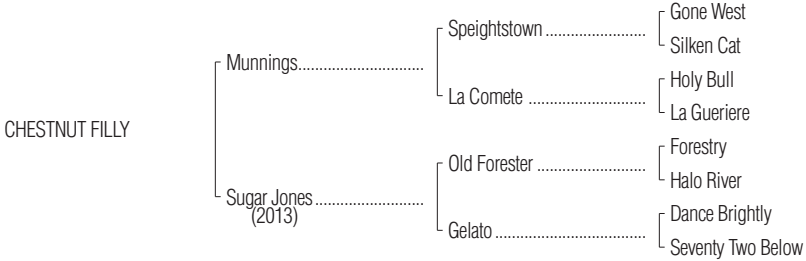 Gone West
Speightstown
Silken Cat
Munnings
Holy Bull
La Comete
La Gueriere
CHESTNUT FILLY
Forestry
Old Forester
Halo River
Sugar Jones
(2013)
Dance Brightly
Gelato
Seventy Two Below